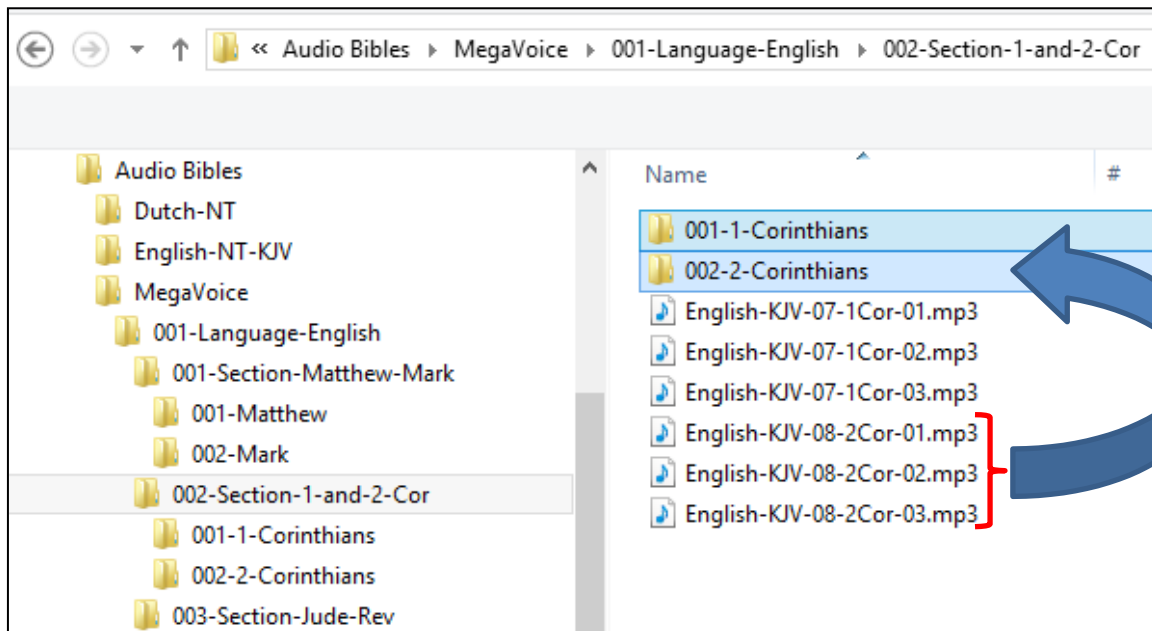 « Audio Bibles MegaVoice 001-Language-English 002-Section-1-and-2-Cor
Audio Bibles
Dutch-NT
English-NT-KJV
MegaVoice
001-Language-English
001-Section-Matthew-Mark
001-Matthew
002-Mark
002-Section-1-and-2-Cor
001-1-Corinthians
002-2-Corinthians
003-Section-Jude-Rev
Name #
001-1-Corinthians
002-2-Corinthians
English-KJV-07-1Cor-01.mp3
English-KJV-07-1Cor-02.mp3
English-KJV-07-1Cor-03.mp3
English-KJV-08-2Cor-01.mp3
English-KJV-08-2Cor-02.mp3
English-KJV-08-2Cor-03.mp3